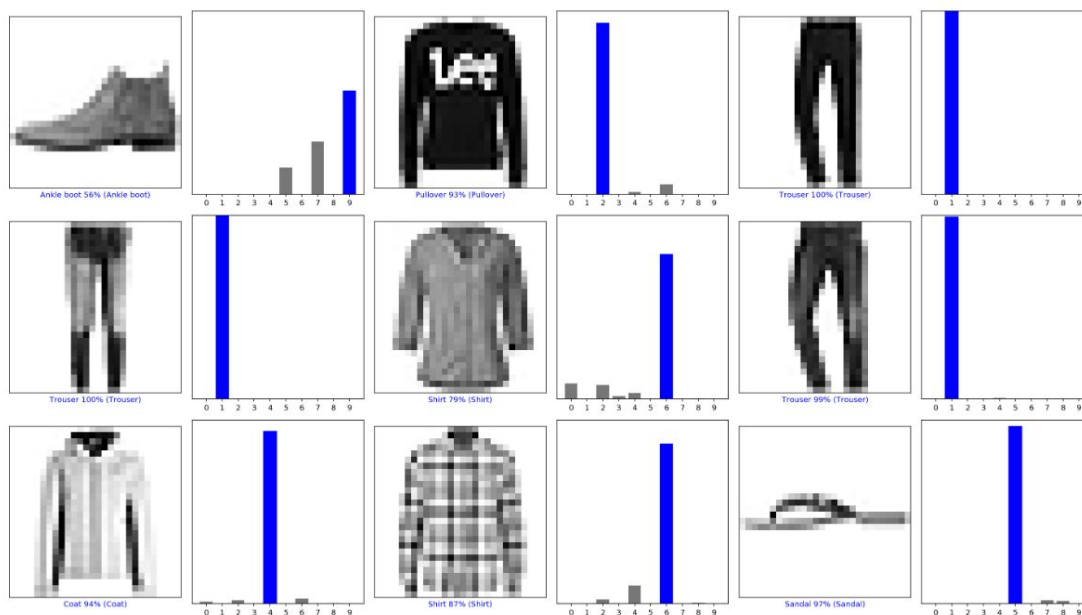 Lee
0 1 2 3 4 5 6 7 8 9
0 1 2 3 4 5 6 7 8 9
0 1 2 3 4 5 6 7 8 9
Ankle boot 56% (Ankle boot)
Pullover 93% (Pullover)
Trouser 100% (Trouser)
0 1 2 3 4 5 6 7 8 9
0 1 2 3 4 5 6 7 8 9
0 1 2 3 4 5 6 7 8 9
Trouser 100% (Trouser)
Shirt 79% (Shirt)
Trouser 99% (Trouser)
0 1 2 3 4 5 6 7 8 9
0 1 2 3 4 5 6 7 8 9
0 1 2 3 4 5 6 7 8 9
Coat 94% (Coat)
Shirt 87% (Shirt)
Sandal 97% (Sandal)